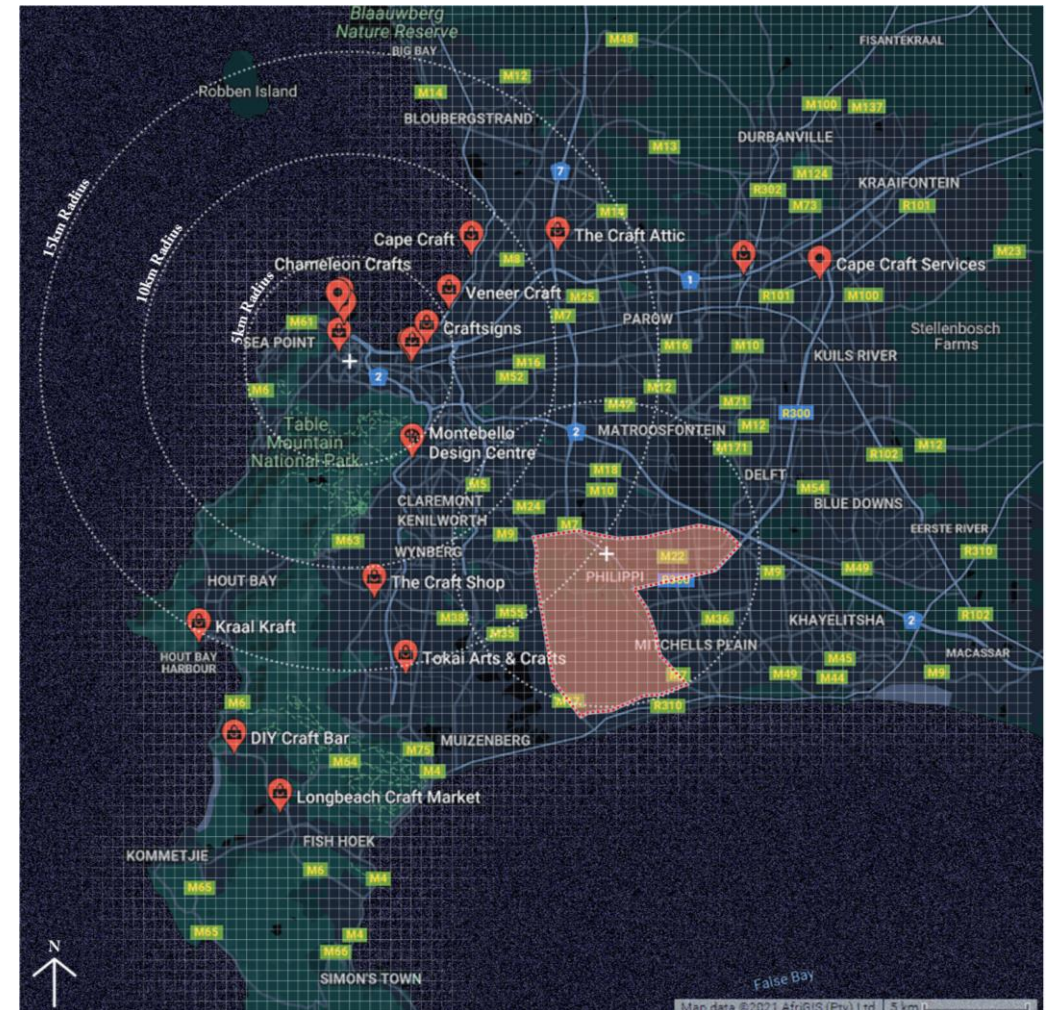 Blaauwberg
Nature Reserve
BIG BAY
M48
FISANTEKRAAL
M12
Robben Island
M14
M100
M137
BLOUBERGSTRAND
DURBANVILLE
M13
7
M124
R302
KRAAIFONTEIN
M73
R101
15km Radius
10km Radius
5km Radius
M14
Cape Craft
The Craft Attic
M23
Chameleon Crafts
M8
Cape Craft Services
1
Veneer Craft
M25
R101
M100
M61
M7
PAROW
Craftsigns
Stellenbosch
Farms
SEA POINT
M16
M10
KUILS RIVER
M16
2
M52
M6
M12
M71
R300
Table
Mountain
National Park
Montebello
Design Centre
2
MATROOSFONTEIN
M12
M12
M171
R102
M18
DELFT
M5
M10
M54
CLAREMONT
M24
BLUE DOWNS
KENILWORTH
M7
EERSTE RIVER
M63
M9
WYNBERG
M22
R310
HOUT BAY
The Craft Shop
PHILIPPI
M9
M49
Kraal Kraft
M38
M55
M36
KHAYELITSHA
2
R102
M35
MITCHELLS PLAIN
HOUT BAY
HARBOUR
Tokai Arts & Crafts
M45
MACASSAR
M49
M44
M9
M6
R310
DIY Craft Bar
MUIZENBERG
M75
M64
M4
Longbeach Craft Market
FISH HOEK
KOMMETJIE
M6
M4
M65
M65
M4
M66
N
SIMON'S TOWN
False Bay
Map data ©2021 AfriGIS (Pty) Ltd
5 km